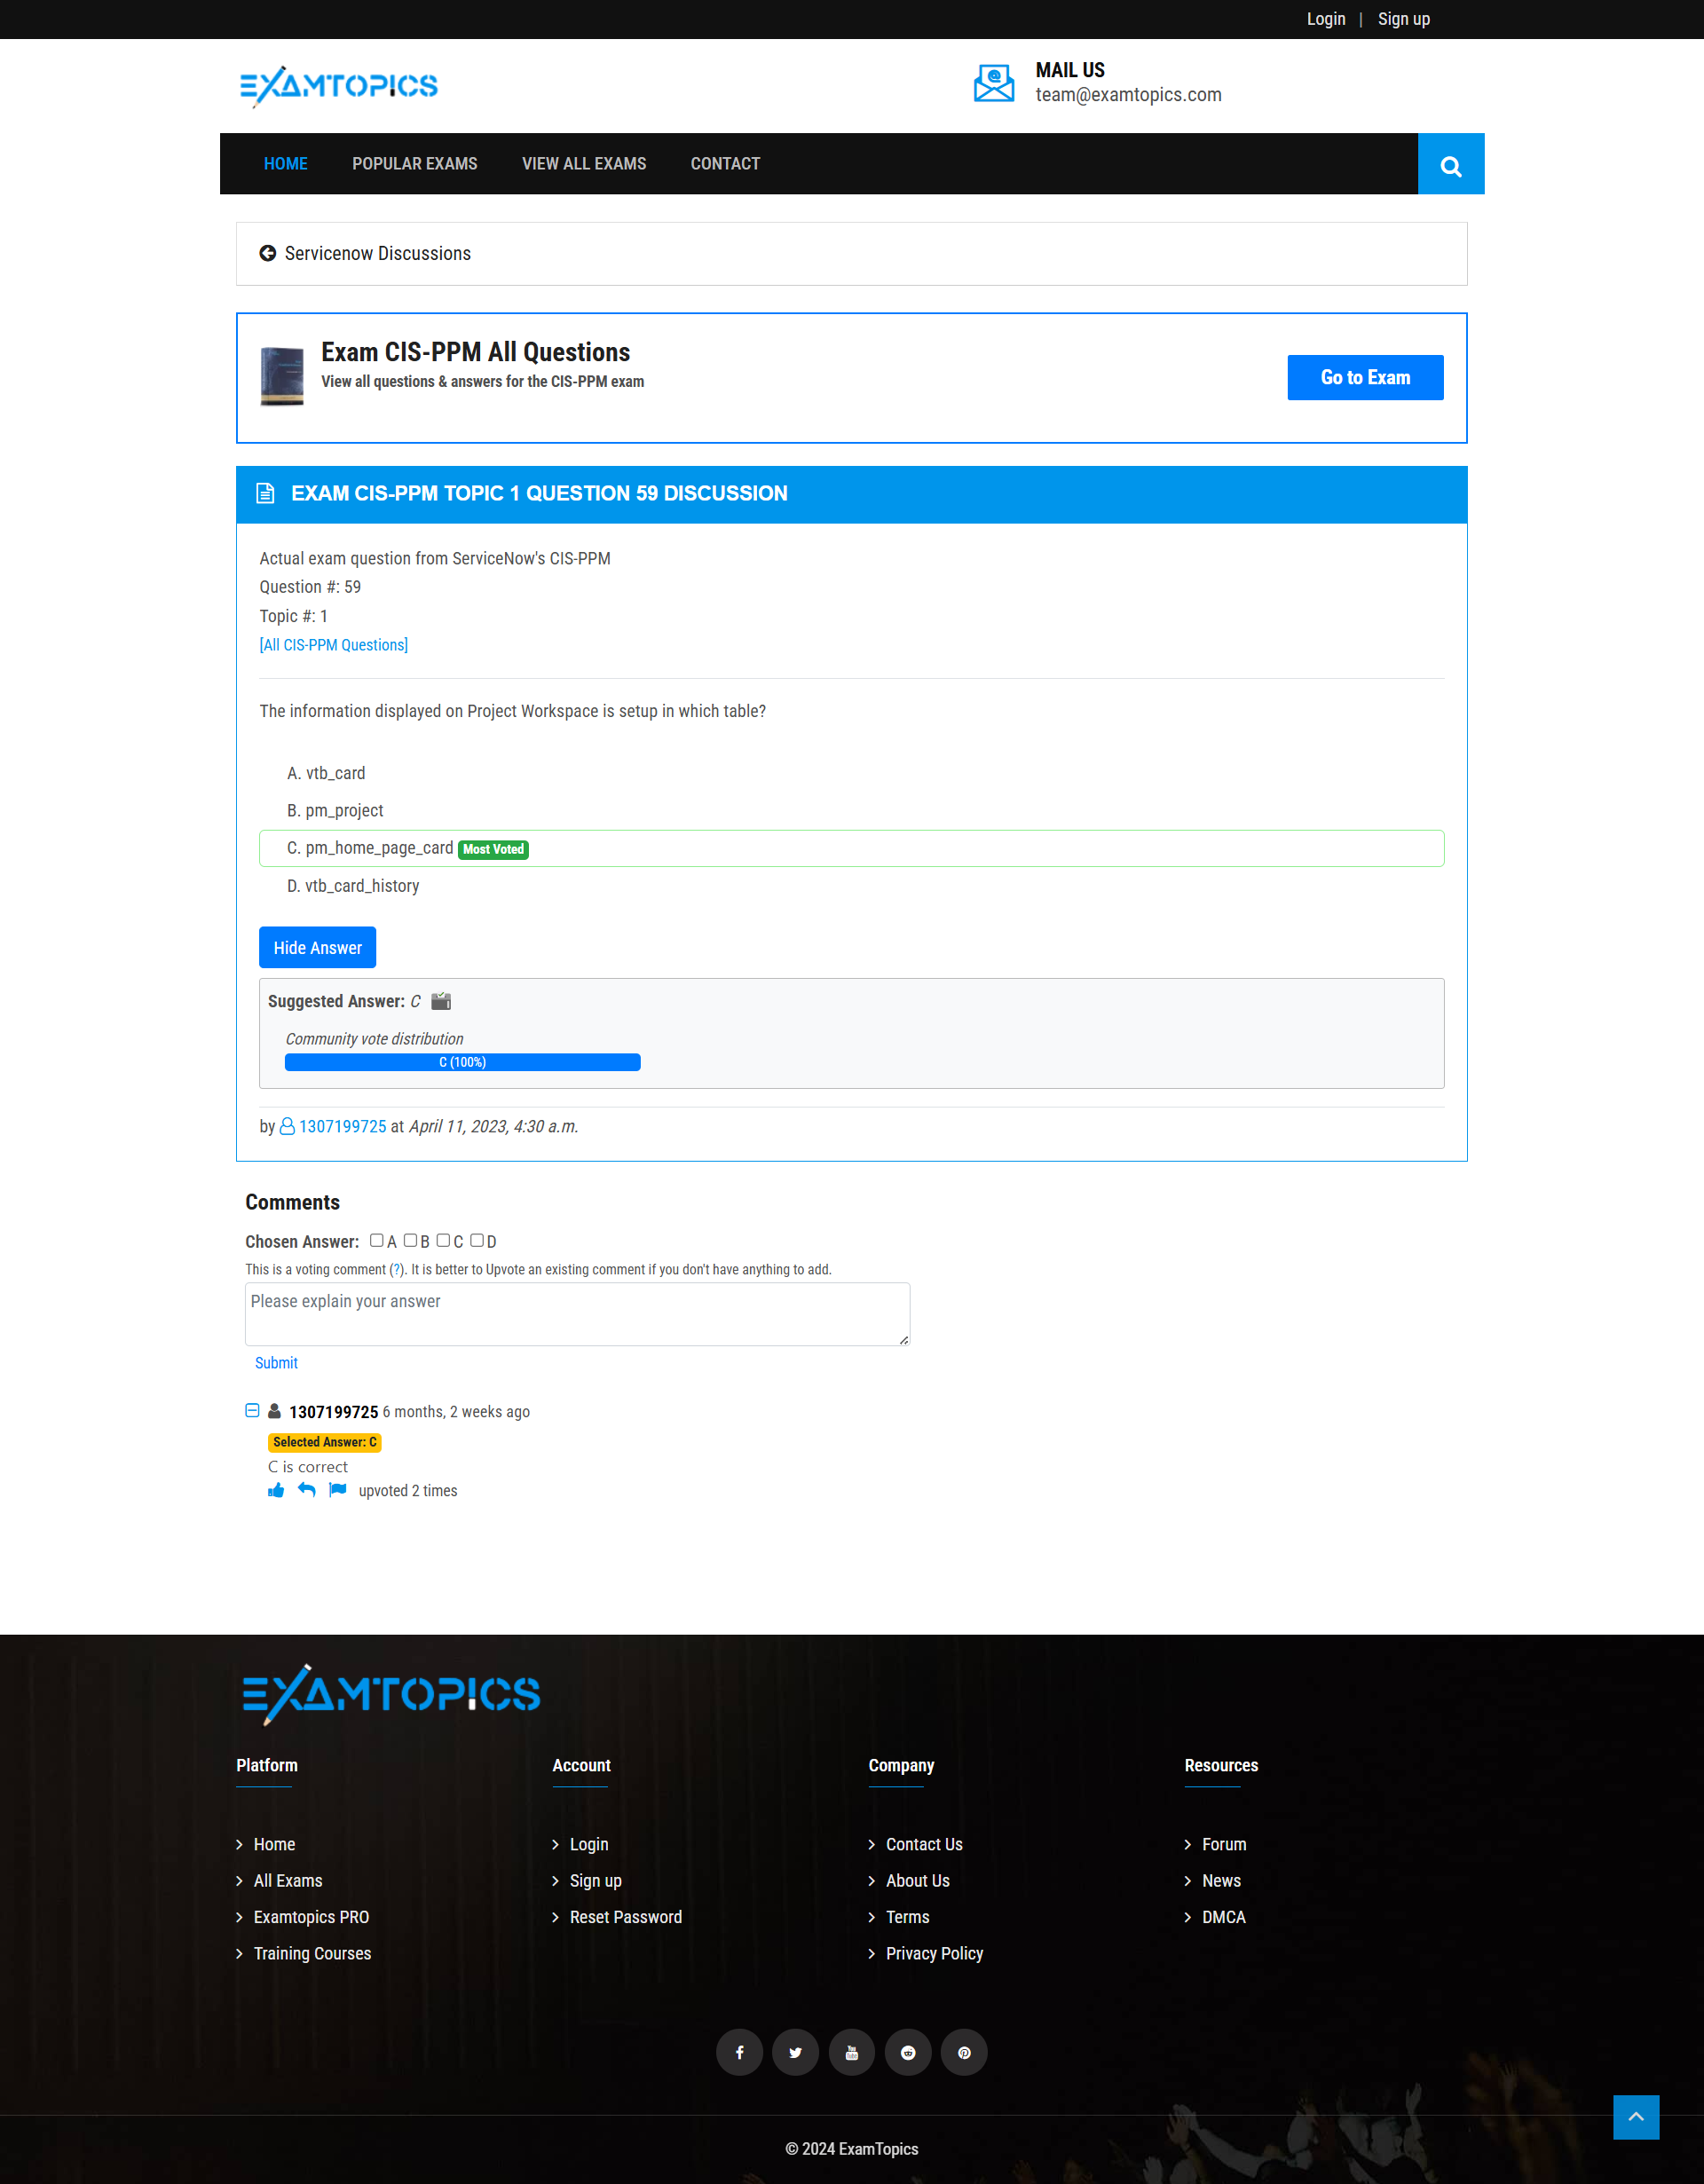 Login | Sign up
EXAMTOPICS
MAIL US
team@examtopics.com
HOME POPULAR EXAMS VIEW ALL EXAMS CONTACT
Servicenow Discussions
Exam CIS-PPM All Questions
View all questions & answers for the CIS-PPM exam
Go to Exam
EXAM CIS-PPM TOPIC 1 QUESTION 59 DISCUSSION
Actual exam question from ServiceNow's CIS-PPM
Question #: 59
Topic #: 1
[All CIS-PPM Questions]
The information displayed on Project Workspace is setup in which table?
A. vtb_card
B. pm_project
C. pm_home_page_card Most Voted
D. vtb_card_history
Hide Answer
Suggested Answer: C
Community vote distribution
C (100%)
by 1307199725 at April 11, 2023, 4:30 a.m.
Comments
Chosen Answer: A B C D
This is a voting comment (?). It is better to Upvote an existing comment if you don't have anything to add.
Please explain your answer
Submit
1307199725 6 months, 2 weeks ago
Selected Answer: C
C is correct
upvoted 2 times
EXAMTOPICS
Platform
Home
All Exams
Examtopics PRO
Training Courses
Account
Login
Sign up
Reset Password
Company
Contact Us
About Us
Terms
Privacy Policy
Resources
Forum
News
DMCA
© 2024 ExamTopics